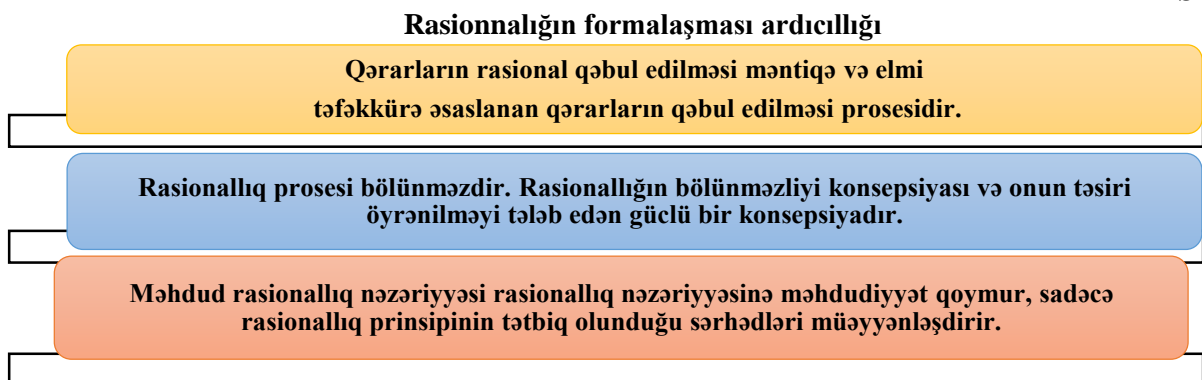 Rasionnalığın formalaşması ardıcıllığı
Qərarların rasional qəbul edilməsi məntiqə və elmi
təfəkkürə əsaslanan qərarların qəbul edilməsi prosesidir.
Rasionallıq prosesi bölünməzdir. Rasionallığın bölünməzliyi konsepsiyası və onun təsiri
öyrənilməyi tələb edən güclü bir konsepsiyadır.
Məhdud rasionallıq nəzəriyyəsi rasionallıq nəzəriyyəsinə məhdudiyyət qoymur, sadəcə
rasionallıq prinsipinin tətbiq olunduğu sərhədləri müəyyənləşdirir.